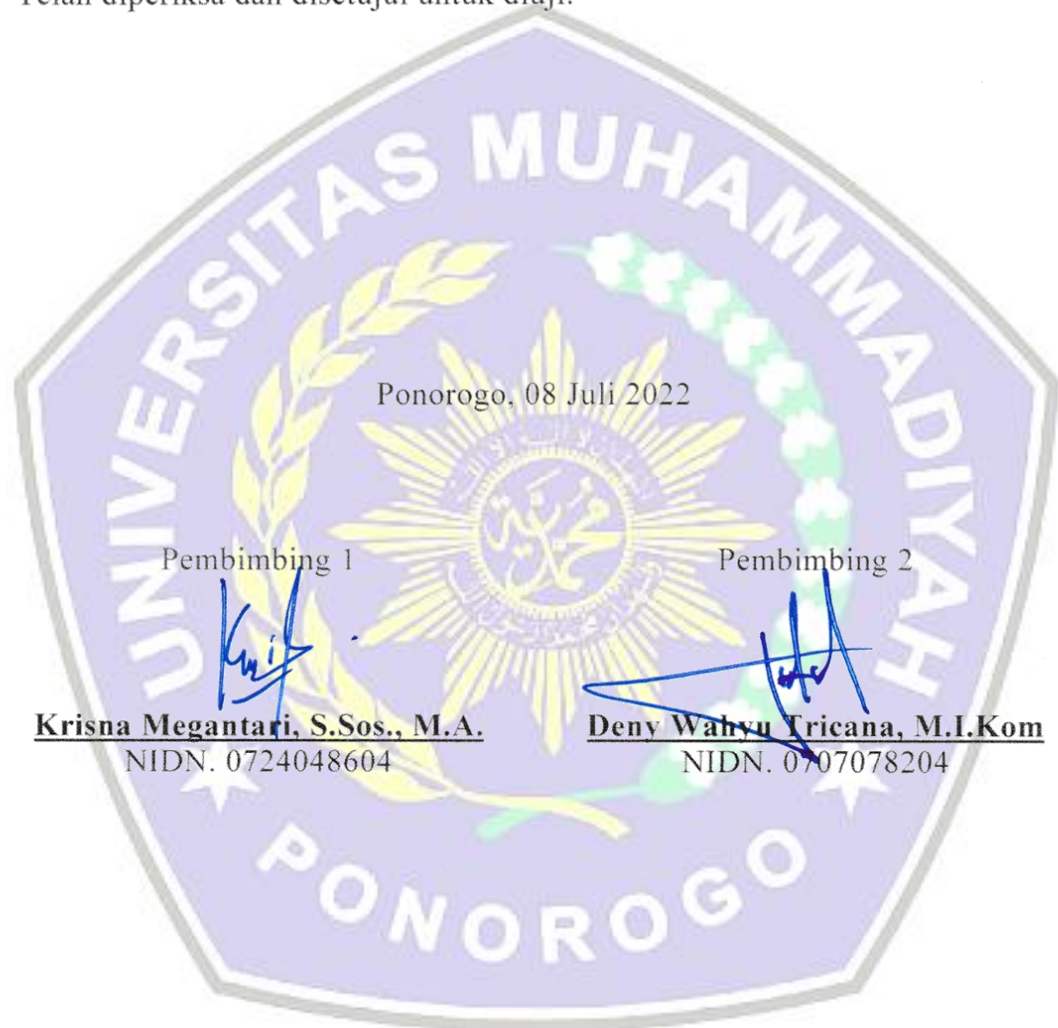 Telah diperiksa dan disetujui untuk diuji.
UNIVERSITAS MUHAMMADIYAH
Ponorogo, 08 Juli 2022
محمدية
Pembimbing 1
Pembimbing 2
Krisna Megantari, S.Sos., M.A.
Deny Wahyu Tricana, M.I.Kom
NIDN. 0724048604
NIDN. 0707078204
PONOROGO